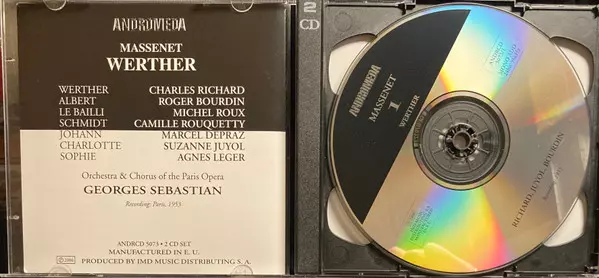 ANDROMEDA
MASSENET
WERTHER
WERTHER CHARLES RICHARD
ALBERT ROGER BOURDIN
LE BAILLI MICHEL ROUX
SCHMIDT CAMILLE ROUQUETTY
JOHANN MARCEL DEPRAZ
CHARLOTTE SUZANNE JUYOL
SOPHIE AGNES LEGER
Orchestra & Chorus of the Paris Opera
GEORGES SEBASTIAN
Recording: Paris, 1953
ANDRCD 5073 • 2 CD SET
MANUFACTURED IN E. U.
PRODUCED BY IMD MUSIC DISTRIBUTING S. A.
2
CD
ANDROMEDA
MASSENET
1
WERTHER
ANDRCD
RICHARD, JUYOL, BOURDIN